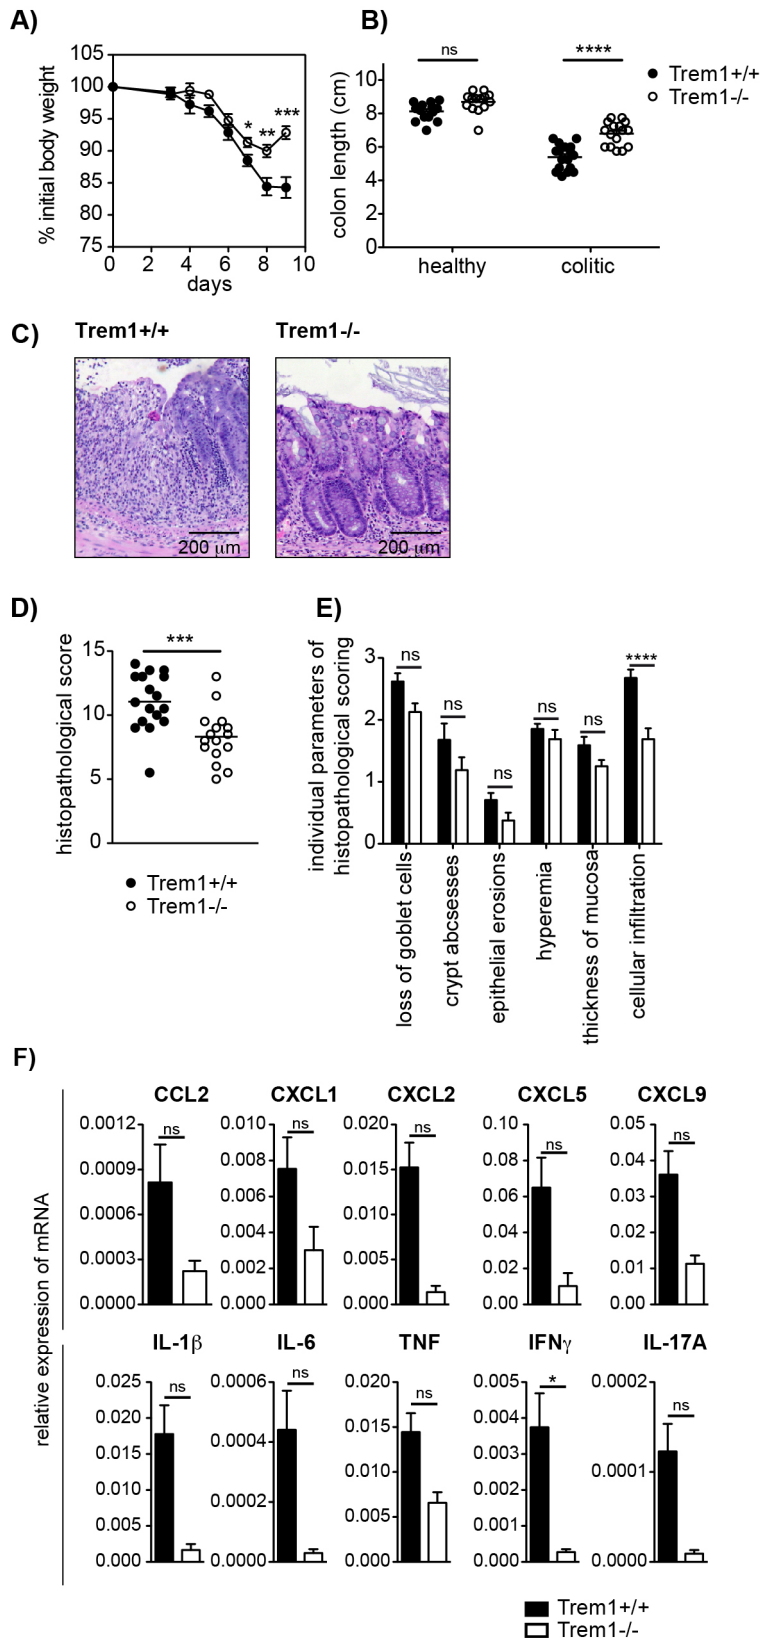 A)
105
100
95
90
85
80
75
% initial body weight
* ** ***
0 2 4 6 8 10
days
B)
ns ****
Trem1+/+
Trem1-/-
10
8
6
4
2
0
colon length (cm)
healthy colitic
C)
Trem1+/+ Trem1-/-
200 µm 200 µm
D)
***
15
10
5
0
histopathological score
Trem1+/+
Trem1-/-
E)
individual parameters of
histopathological scoring
3
2
1
0
ns ns ns ns ns ****
loss of goblet cells
crypt abcsesses
epithelial erosions
hyperemia
thickness of mucosa
cellular infiltration
F)
relative expression of mRNA
CCL2 CXCL1 CXCL2 CXCL5 CXCL9
ns ns ns ns ns
0.0012 0.010 0.020 0.10 0.05
0.0009 0.008 0.015 0.08 0.04
0.0006 0.006 0.010 0.06 0.03
0.0003 0.004 0.005 0.04 0.02
0.0000 0.002 0.000 0.02 0.01
0.000 0.00 0.00
IL-1β IL-6 TNF IFNγ IL-17A
ns ns ns * ns
0.025 0.0006 0.020 0.005 0.0002
0.020 0.0004 0.015 0.004 0.0001
0.015 0.0002 0.010 0.003 0.0000
0.010 0.0000 0.005 0.002
0.005 0.000 0.001
0.000 0.000
Trem1+/+
Trem1-/-